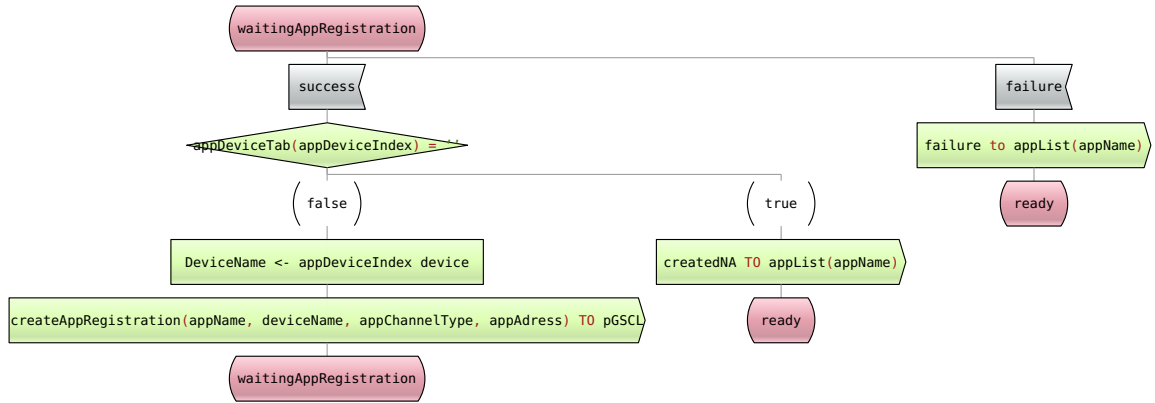 waitingAppRegistration
success
failure
appDeviceTab(appDeviceIndex) = ''
failure to appList(appName)
false
true
ready
DeviceName <- appDeviceIndex device
createdNA TO appList(appName)
createAppRegistration(appName, deviceName, appChannelType, appAdress) TO pGSCL
ready
waitingAppRegistration